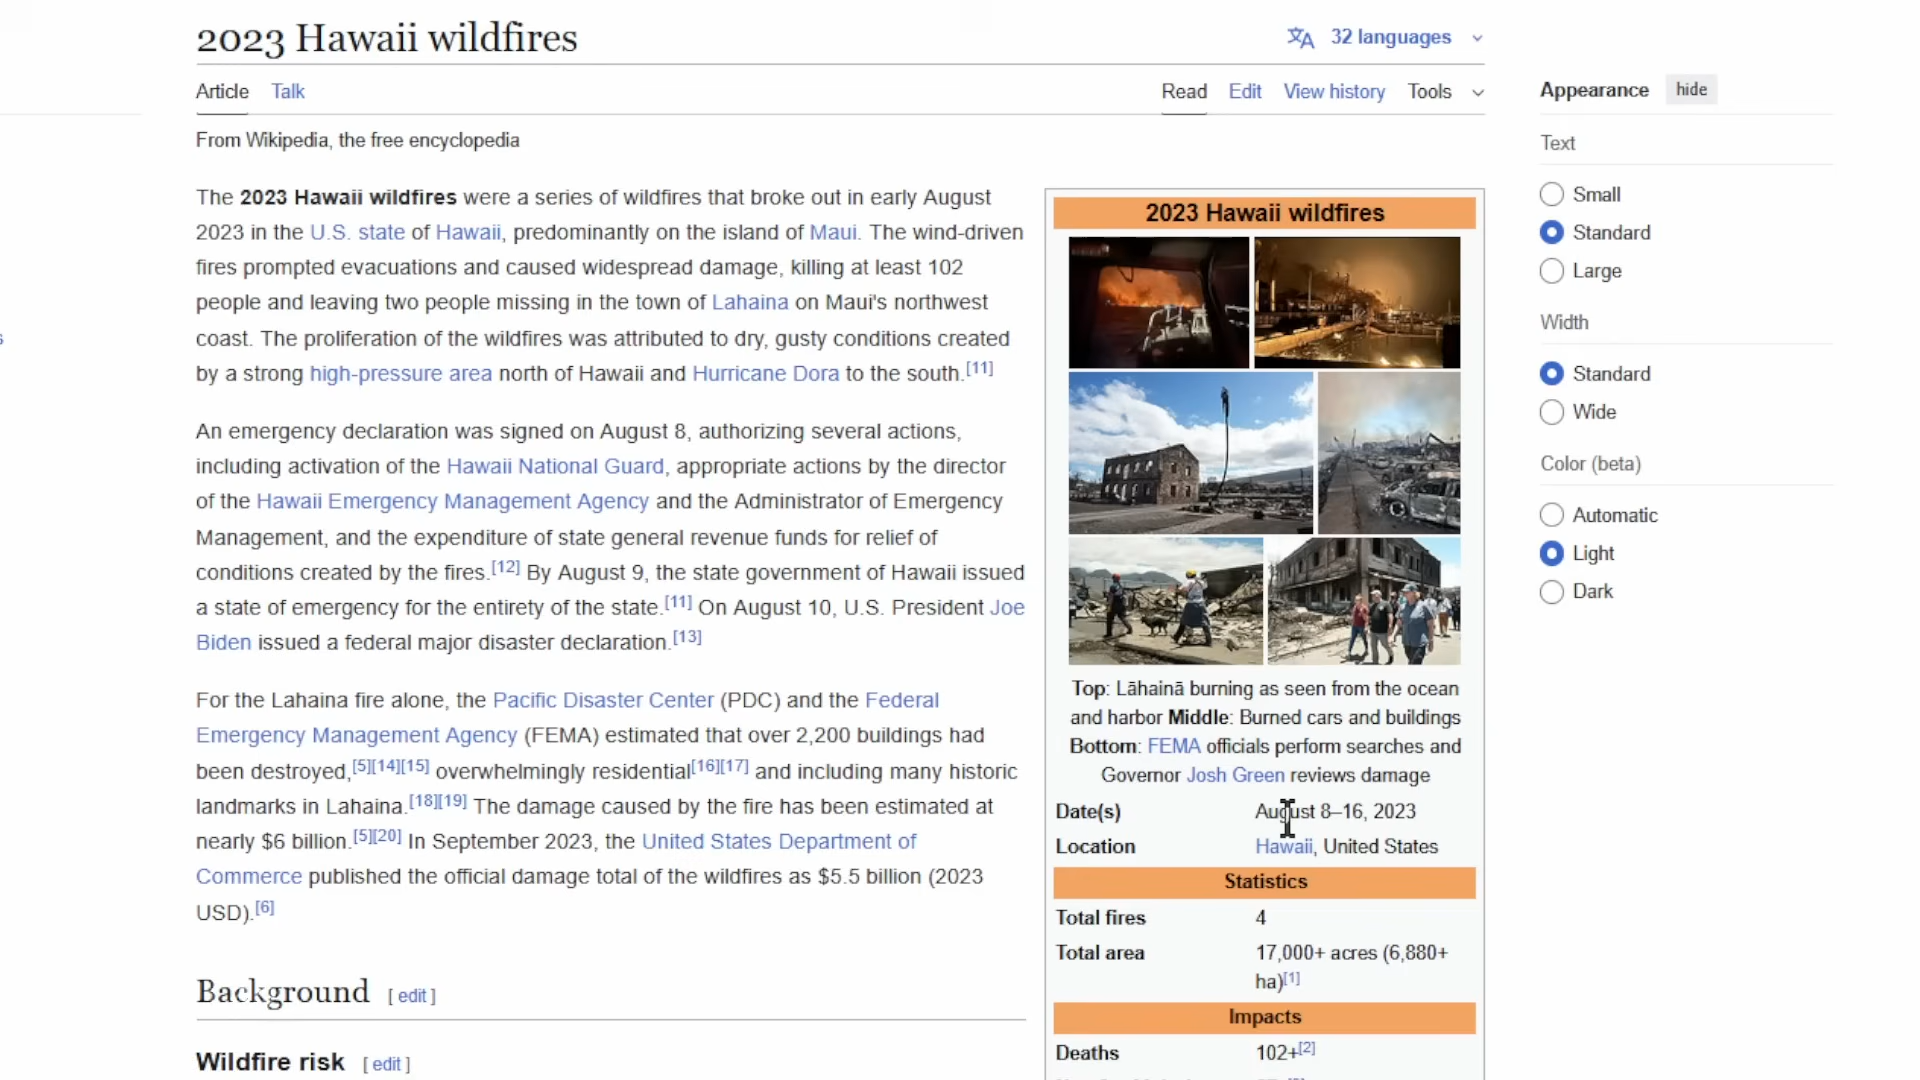 2023 Hawaii wildfires
32 languages
Article Talk
Read Edit View history Tools
From Wikipedia, the free encyclopedia
The 2023 Hawaii wildfires were a series of wildfires that broke out in early August
2023 in the U.S. state of Hawaii, predominantly on the island of Maui. The wind-driven
fires prompted evacuations and caused widespread damage, killing at least 102
people and leaving two people missing in the town of Lahaina on Maui's northwest
coast. The proliferation of the wildfires was attributed to dry, gusty conditions created
by a strong high-pressure area north of Hawaii and Hurricane Dora to the south.[11]
An emergency declaration was signed on August 8, authorizing several actions,
including activation of the Hawaii National Guard, appropriate actions by the director
of the Hawaii Emergency Management Agency and the Administrator of Emergency
Management, and the expenditure of state general revenue funds for relief of
conditions created by the fires.[12] By August 9, the state government of Hawaii issued
a state of emergency for the entirety of the state.[11] On August 10, U.S. President Joe
Biden issued a federal major disaster declaration.[13]
For the Lahaina fire alone, the Pacific Disaster Center (PDC) and the Federal
Emergency Management Agency (FEMA) estimated that over 2,200 buildings had
been destroyed,[5][14][15] overwhelmingly residential[16][17] and including many historic
landmarks in Lahaina.[18][19] The damage caused by the fire has been estimated at
nearly $6 billion.[5][20] In September 2023, the United States Department of
Commerce published the official damage total of the wildfires as $5.5 billion (2023
USD).[6]
Background [ edit ]
Wildfire risk [ edit ]
2023 Hawaii wildfires
Top: Lāhainā burning as seen from the ocean
and harbor Middle: Burned cars and buildings
Bottom: FEMA officials perform searches and
Governor Josh Green reviews damage
Date(s) August 8–16, 2023
Location Hawaii, United States
Statistics
Total fires 4
Total area 17,000+ acres (6,880+
ha)[1]
Impacts
Deaths 102+[2]
Appearance hide
Text
Small
Standard
Large
Width
Standard
Wide
Color (beta)
Automatic
Light
Dark